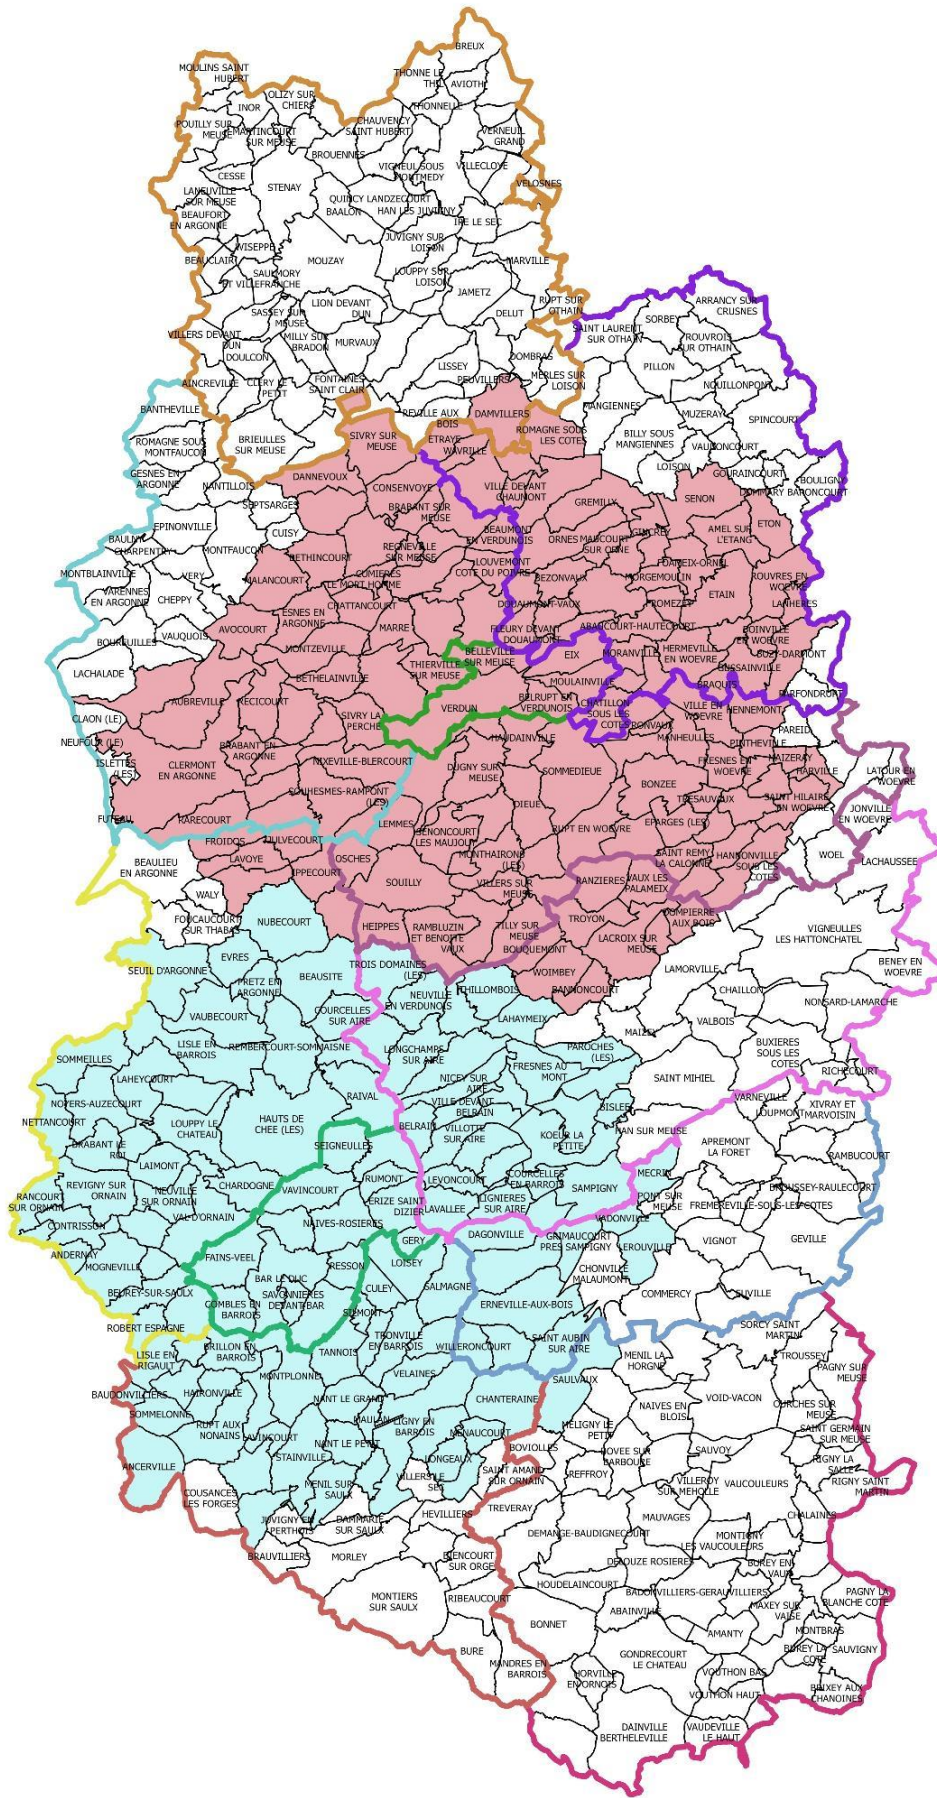 BREUX
MOULINS SAINT
HUBERT
THONNE LE
THIL
AVIOTH
OLIZY SUR
CHIERS
INOR
THONNELLE
POUILLY SUR
MEUSE
MARTINCOURT
SUR MEUSE
CHAUVENCY
SAINT HUBERT
VERNEUIL
GRAND
BROUENNES
VIGNEUL SOUS
MONTMEDY
VILLECLOYE
CESSE
STENAY
VELOSNES
LANEUVILLE
SUR MEUSE
QUINCY LANDZECOURT
BAALON
HAN LES JUVIGNY
BEAUFORT
EN ARGONNE
IRE LE SEC
WISEPPE
JUVIGNY SUR
LOISON
BEAUCLAIR
MOUZAY
MARVILLE
SAULMORY
ET VILLEFRANCHE
LOUPPY SUR
LOISON
JAMETZ
LION DEVANT
DUN
RUPT SUR
OTHAIN
ARRANCY SUR
CRUSNES
SASSEY SUR
MEUSE
DELUT
SORBEY
SAINT LAURENT
SUR OTHAIN
VILLERS DEVANT
DUN
MILLY SUR
BRADON
MURVAUX
ROUVROIS
SUR OTHAIN
DOULCON
LISSEY
DOMBRAS
PILLON
AINCREVILLE
CLERY LE
PETIT
FONTAINES
SAINT CLAIR
PEUVILLERS
MERLES SUR
LOISON
NOUILLONPONT
BANTHEVILLE
REVILLE AUX
BOIS
DAMVILLERS
MANGIENNES
MUZERAY
SPINCOURT
ROMAGNE SOUS
MONTFAUCON
BRIEULLES
SUR MEUSE
SIVRY SUR
MEUSE
ETRAYE
WAVRILLE
ROMAGNE SOUS
LES COTES
BILLY SOUS
MANGIENNES
VAUDONCOURT
GESNES EN
ARGONNE
NANTILLOIS
DANNEVOUX
CONSENVOYE
VILLE DEVANT
CHAUMONT
LOISON
GOURAINCOURT
BOULIGNY
DOMMARY BARONCOURT
SEPTSARGES
BRABANT SUR
MEUSE
GREMILLY
SENON
EPINONVILLE
CUISY
BEAUMONT
EN VERDUNOIS
ETON
BAULNY
CHARPENTRY
MONTFAUCON
BETHINCOURT
REGNEVILLE
SUR MEUSE
ORNES
MAUCOURT
SUR ORNE
GINCREY
AMEL SUR
L'ETANG
MONTBLAINVILLE
VERY
MALANCOURT
CUMIERES
LE MORT HOMME
LOUVEMONT
COTE DU POIVRE
BEZONVAUX
MORGEMOULIN
FOAMEIX-ORNEL
ROUVRES EN
WOEVRE
VARENNES
EN ARGONNE
CHEPPY
ESNES EN
ARGONNE
CHATTANCOURT
DOUAUMONT-VAUX
FROMEZEY
ETAIN
LANHERES
BOUREUILLES
VAUQUOIS
AVOCOURT
MARRE
FLEURY DEVANT
DOUAUMONT
ABAUCOURT-HAUTECOURT
BOINVILLE
EN WOEVRE
LACHALADE
MONTZEVILLE
BELLEVILLE
SUR MEUSE
EIX
MORANVILLE
HERMEVILLE
EN WOEVRE
BUZY-DARMONT
BETHELAINVILLE
THIERVILLE
SUR MEUSE
GUSSAINVILLE
MOULAINVILLE
BRAQUIS
PARFONDRUPT
AUBREVILLE
RECICOURT
VERDUN
BELRUPT EN
VERDUNOIS
CHATILLON
SOUS LES
COTES
VILLE EN
WOEVRE
HENNEMONT
CLAON (LE)
SIVRY LA
PERCHE
RONVAUX
PAREID
NEUFOUR (LE)
HAUDAINVILLE
MANHEULLES
PINTHEVILLE
ISLETTES
(LES)
BRABANT EN
ARGONNE
NIXEVILLE-BLERCOURT
MAIZERAY
CLERMONT
EN ARGONNE
DUGNY SUR
MEUSE
SOMMEDIEUE
FRESNES EN
WOEVRE
HARVILLE
LATOUR EN
WOEVRE
BONZEE
SOUHESMES-RAMPONT
(LES)
DIEUE
TRESAUVAUX
SAINT HILAIRE
EN WOEVRE
JONVILLE
EN WOEVRE
FUTEAU
RARECOURT
LEMMES
RUPT EN WOEVRE
EPARGES (LES)
FROIDOS
JULVECOURT
SENONCOURT
LES MAUJOUY
SAINT REMY
LA CALONNE
HANNONVILLE
SOUS LES
COTES
WOEL
LACHAUSSEE
BEAULIEU
EN ARGONNE
LAVOYE
IPPECOURT
OSCHES
MONTHAIRONS
(LES)
RANZIERES
VAUX LES
PALAMEIX
WALY
SOUILLY
VILLERS SUR
MEUSE
FOUCAUCOURT
SUR THABAS
NUBECOURT
HEIPPES
RAMBLUZIN
ET BENOITE
VAUX
TILLY SUR
MEUSE
TROYON
DOMPIERRE
AUX BOIS
VIGNEULLES
LES HATTONCHATEL
BOUQUEMONT
LACROIX SUR
MEUSE
SEUIL D'ARGONNE
EVRES
TROIS DOMAINES
(LES)
WOIMBEY
LAMORVILLE
BENEY EN
WOEVRE
PRETZ EN
ARGONNE
BEAUSITE
THILLOMBOIS
BANNONCOURT
CHAILLON
NEUVILLE
EN VERDUNOIS
NONSARD-LAMARCHE
VAUBECOURT
COURCELLES
SUR AIRE
LAHAYMEIX
VALBOIS
MAIZEY
LISLE EN
BARROIS
REMBERCOURT-SOMMAISNE
LONGCHAMPS
SUR AIRE
PAROCHES
(LES)
BUXIERES
SOUS LES
COTES
SOMMEILLES
FRESNES AU
MONT
RICHECOURT
LAHEYCOURT
NICEY SUR
AIRE
SAINT MIHIEL
NOYERS-AUZECOURT
RAIVAL
VILLE DEVANT
BELRAIN
BISLEE
VARNEVILLE
XIVRAY ET
MARVOISIN
NETTANCOURT
LOUPPY LE
CHATEAU
HAUTS DE
CHEE (LES)
BELRAIN
VILLOTTE
SUR AIRE
KOEUR LA
PETITE
HAN SUR MEUSE
LOUPMONT
BRABANT LE
ROI
SEIGNEULLES
APREMONT
LA FORET
RAMBUCOURT
LAIMONT
RUMONT
LEVONCOURT
COURCELLES
EN BARROIS
MECRIN
REVIGNY SUR
ORNAIN
CHARDOGNE
VAVINCOURT
SAMPIGNY
BROUSSEY-RAULECOURT
RANCOURT
SUR ORNAIN
NEUVILLE
SUR ORNAIN
ERIZE SAINT
DIZIER
LAVALLEE
LIGNIERES
SUR AIRE
PONT SUR
MEUSE
FREMEREVILLE-SOUS-LES-COTES
CONTRISSON
VAL D'ORNAIN
NAIVES-ROSIERES
VADONVILLE
GERY
DAGONVILLE
GRIMAUCOURT
PRES SAMPIGNY
LEROUVILLE
VIGNOT
GEVILLE
ANDERNAY
FAINS-VEEL
LOISEY
MOGNEVILLE
RESSON
CHONVILLE
MALAUMONT
BAR LE DUC
CULEY
SALMAGNE
COMMERCY
BEUREY-SUR-SAULX
SAVONNIERES
DEVANT-BAR
EUVILLE
COMBLES EN
BARROIS
SILMONT
ERNEVILLE-AUX-BOIS
ROBERT ESPAGNE
SORCY SAINT
MARTIN
TRONVILLE
EN BARROIS
SAINT AUBIN
SUR AIRE
BRILLON EN
BARROIS
TANNOIS
WILLERONCOURT
LISLE EN
RIGAULT
MENIL LA
HORGNE
TROUSSEY
PAGNY SUR
MEUSE
MONTPLONNE
VELAINES
SAULVAUX
BAUDONVILLIERS
HAIRONVILLE
NANT LE GRAND
CHANTERAINE
VOID-VACON
SOMMELONNE
NAIVES EN
BLOIS
OURCHES SUR
MEUSE
RUPT AUX
NONAINS
MAULAN
LIGNY EN
BARROIS
MENAUCOURT
MELIGNY LE
PETIT
SAINT GERMAIN
SUR MEUSE
LAVINCOURT
NANT LE PETIT
BOVIOLLES
BOVEE SUR
BARBOURE
SAUVOY
STAINVILLE
LONGEAUX
RIGNY LA
SALLE
ANCERVILLE
SAINT AMAND
SUR ORNAIN
REFFROY
VILLEROY
SUR MEHOLLE
VAUCOULEURS
RIGNY SAINT
MARTIN
COUSANCES
LES FORGES
MENIL SUR
SAULX
VILLERS LE
SEC
TREVERAY
CHALAINES
JUVIGNY EN
PERTHOIS
DAMMARIE
SUR SAULX
HEVILLIERS
MAUVAGES
DEMANGE-BAUDIGNECOURT
MONTIGNY
LES VAUCOULEURS
BRAUVILLIERS
MORLEY
BIENCOURT
SUR ORGE
DELOUZE ROSIERES
BUREY EN
VAUX
HOUDELAINCOURT
BADONVILLIERS-GERAUVILLIERS
PAGNY LA
BLANCHE COTE
MONTIERS
SUR SAULX
RIBEAUCOURT
ABAINVILLE
MAXEY SUR
VAISE
BONNET
AMANTY
MONTBRAS
BURE
GONDRECOURT
LE CHATEAU
BUREY LA
COTE
SAUVIGNY
MANDRES EN
BARROIS
HORVILLE
EN ORNOIS
VOUTHON BAS
BRIXEY AUX
CHANOINES
VOUTHON HAUT
DAINVILLE
BERTHELEVILLE
VAUDEVILLE
LE HAUT